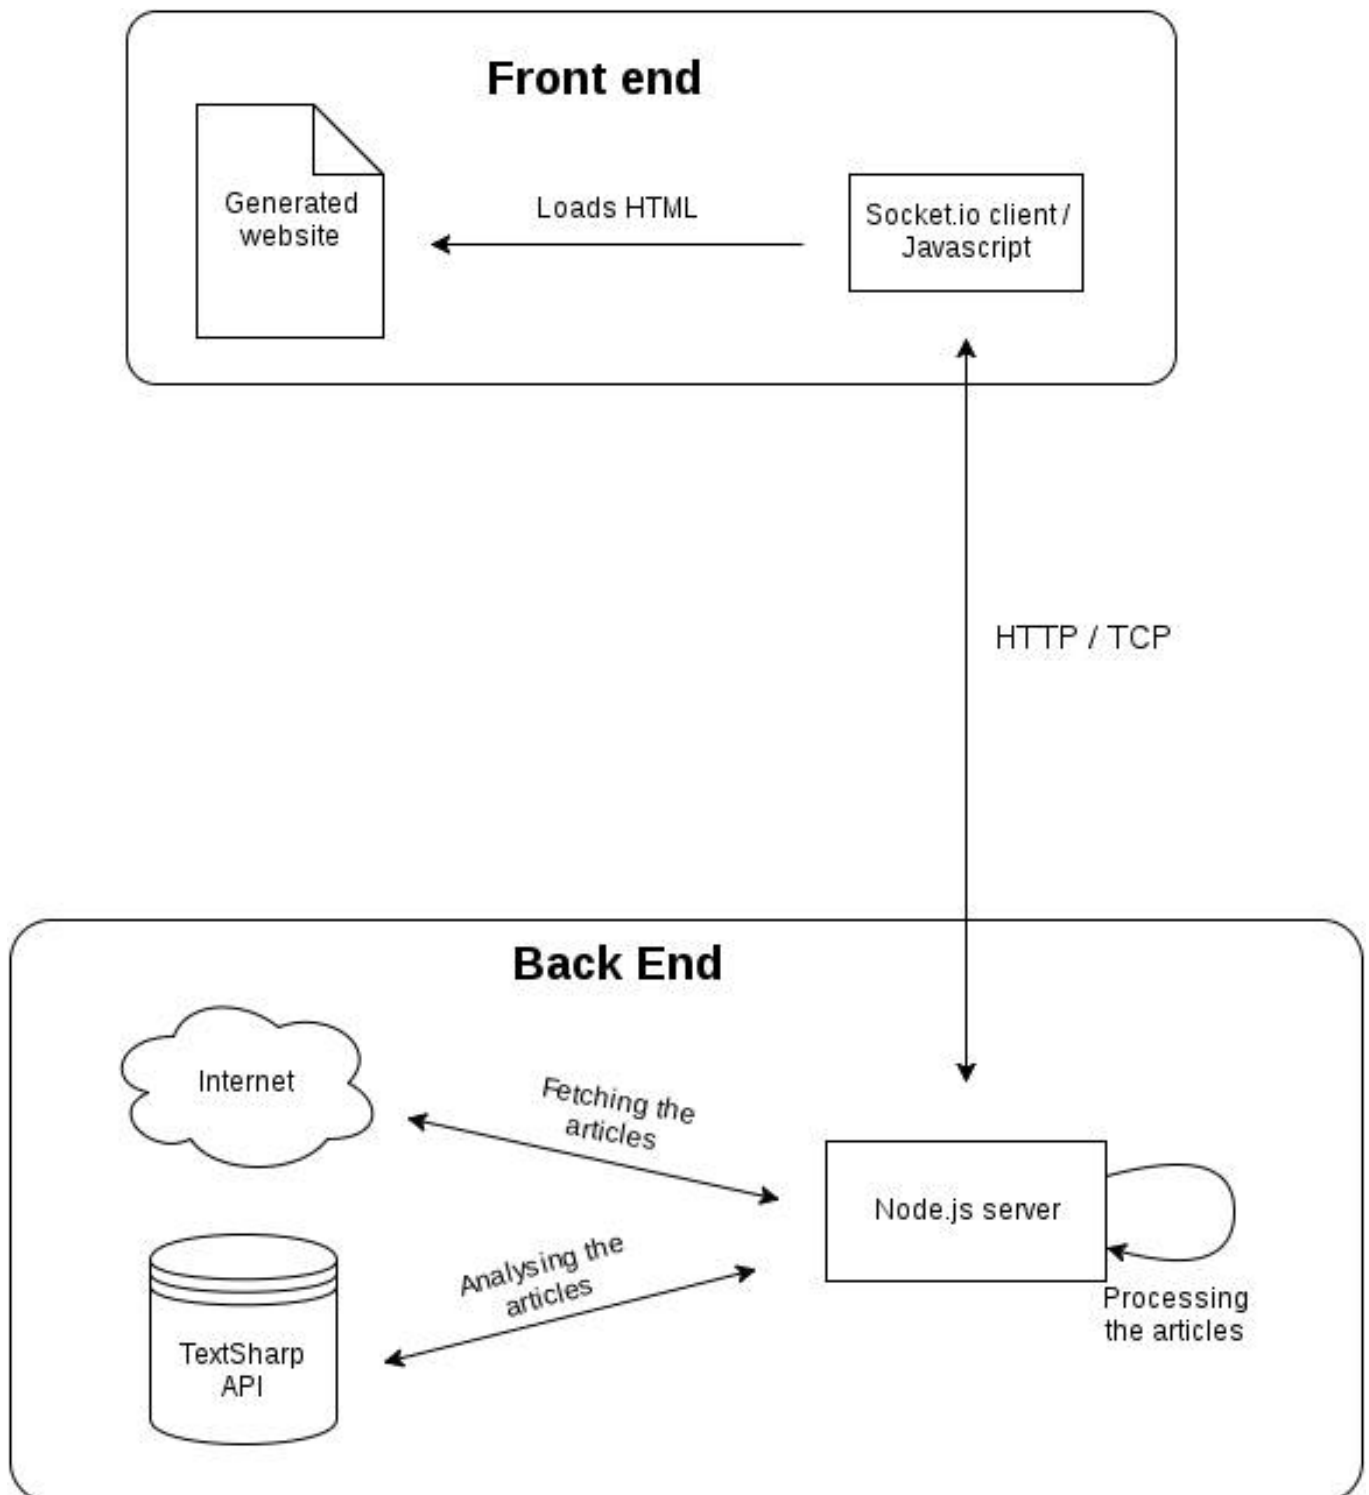 Front end
Generated
website
Loads HTML
Socket.io client /
Javascript
HTTP / TCP
Back End
Internet
Fetching the
articles
Node.js server
Processing
the articles
Analysing the
articles
TextSharp
API